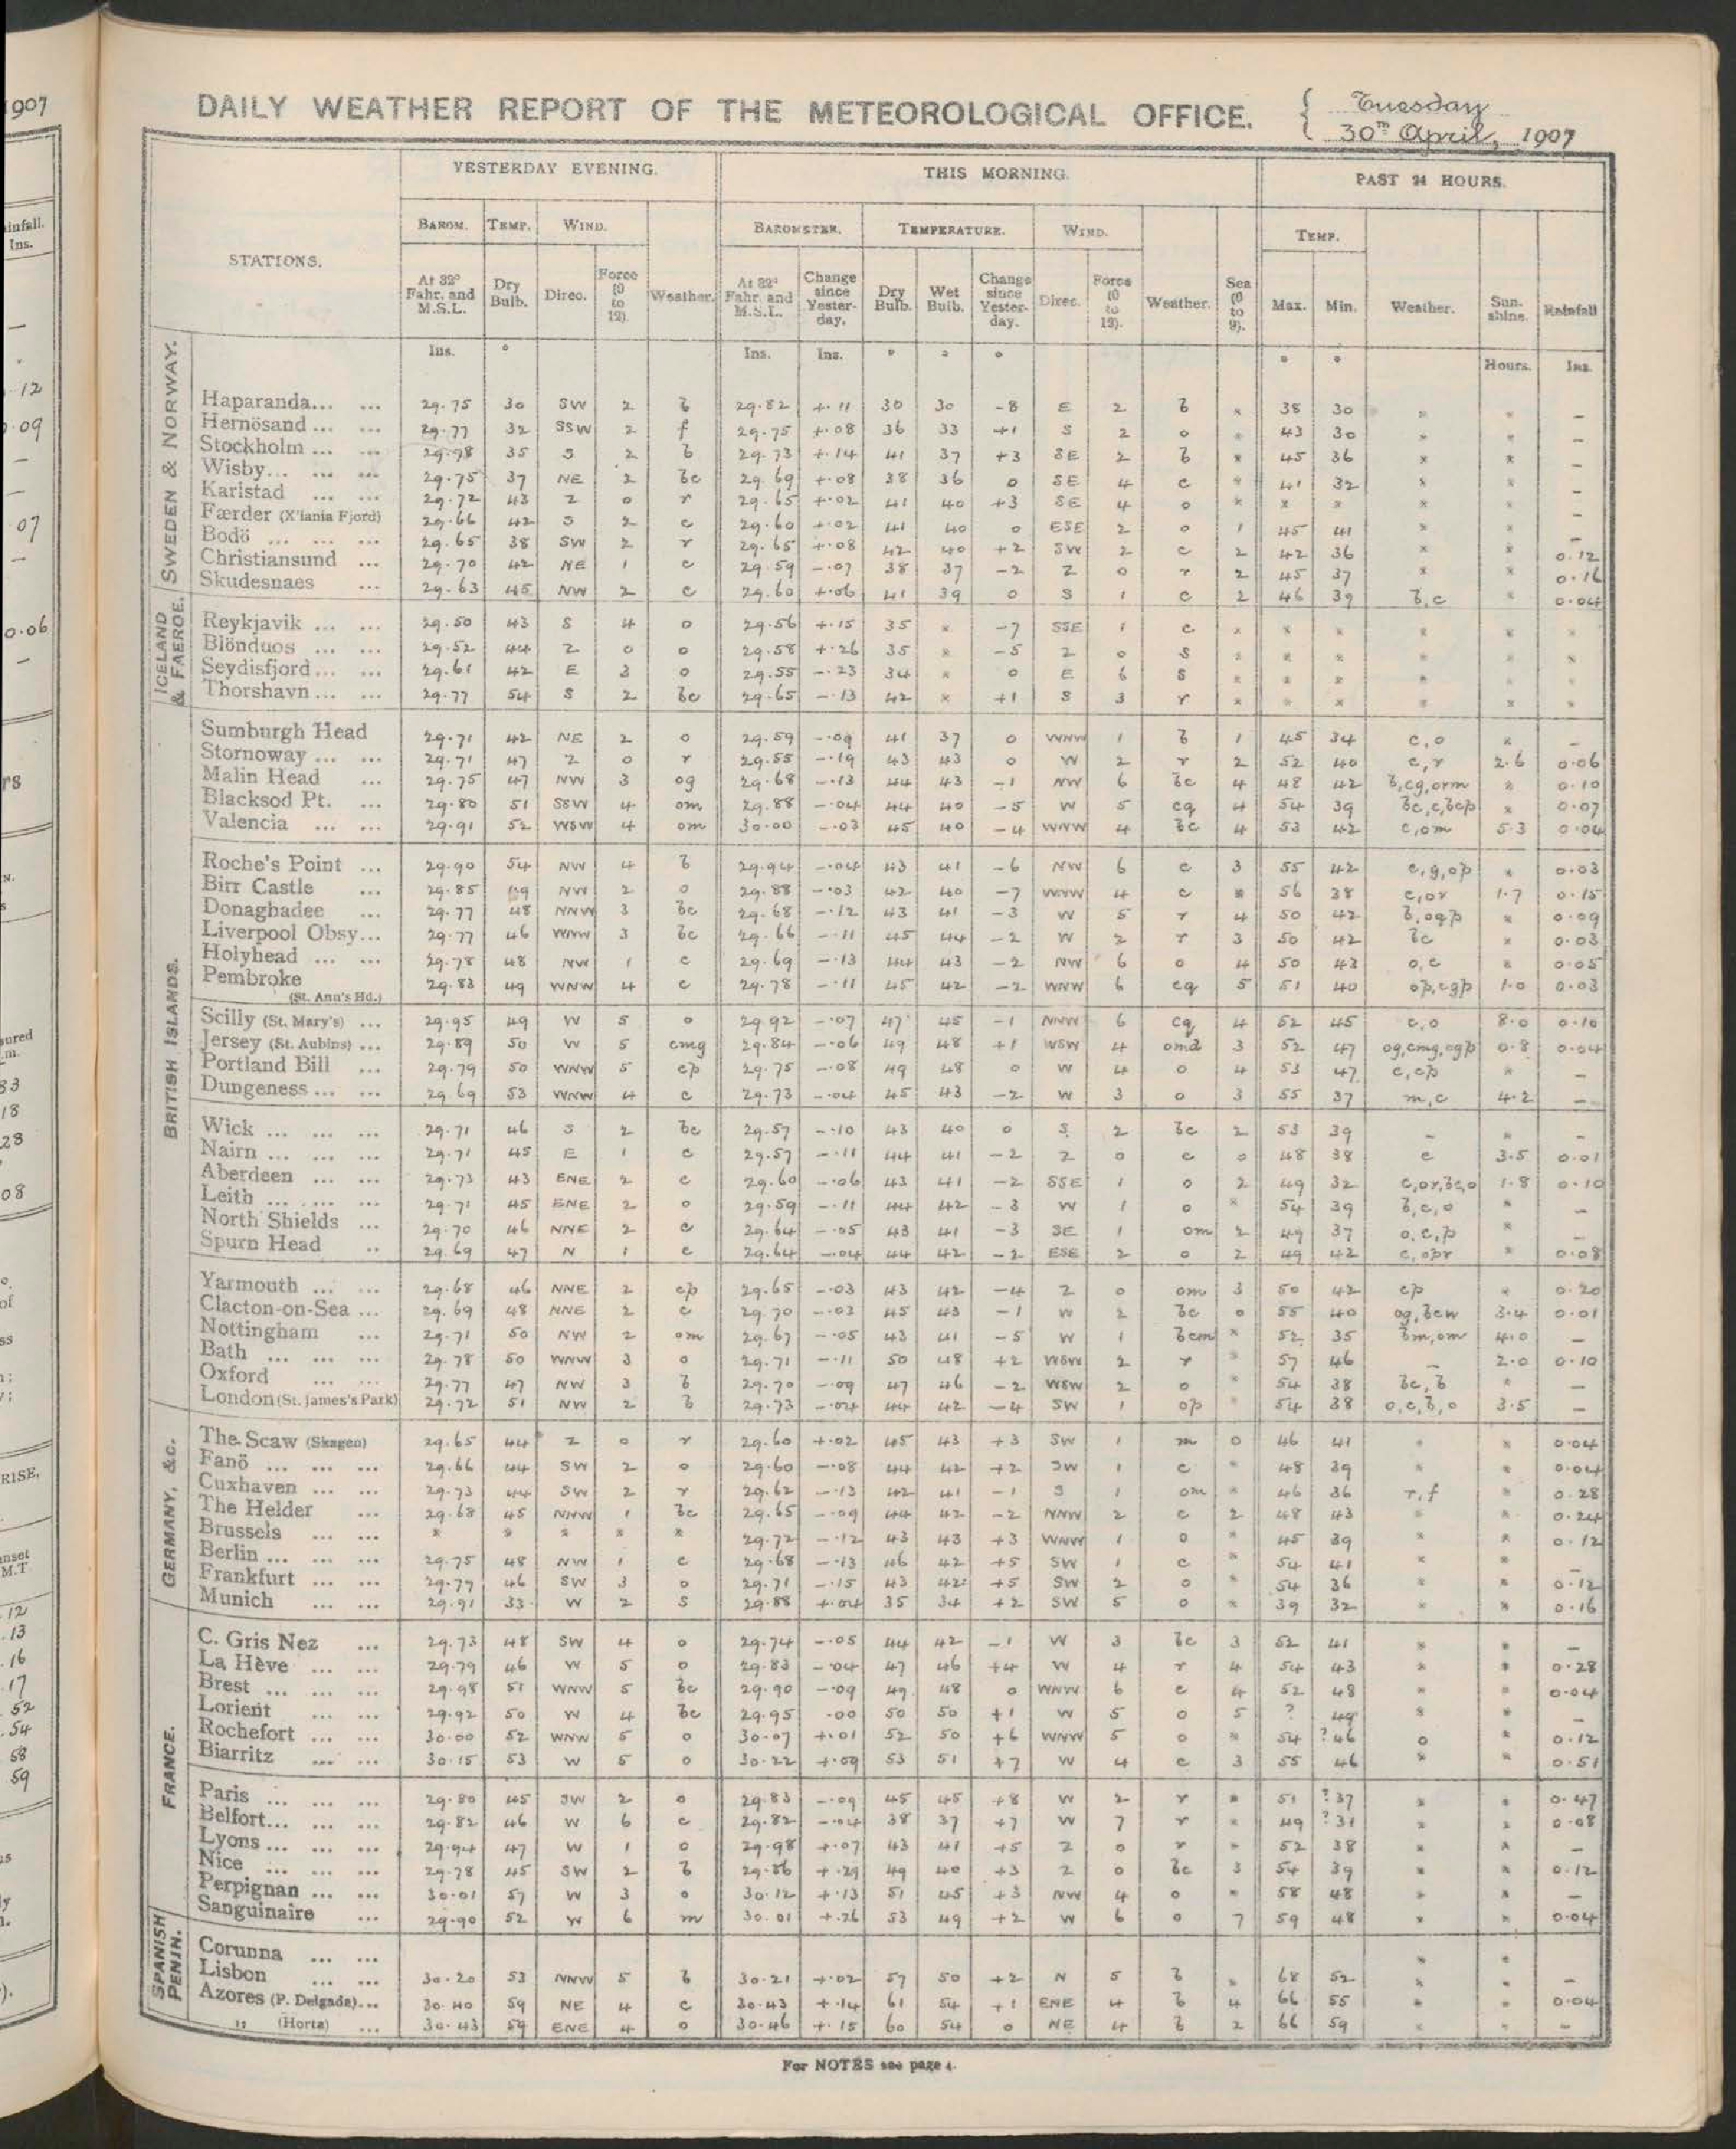 1907
DAILY WEATHER REPORT OF THE METEOROLOGICAL OFFICE. { Tuesday
30th April, 1907
YESTERDAY EVENING. THIS MORNING. PAST 24 HOURS.
STATIONS. BAROM. TEMP. WIND. Weather. BAROMETER. TEMPERATURE. WIND. Weather. Sea (0 to 9). TEMP. Weather. Sunshine. Rainfall
At 32° Fahr. and M.S.L. Dry Bulb. Direc. Force (0 to 12). At 32° Fahr. and M.S.L. Change since Yesterday. Dry Bulb. Wet Bulb. Change since Yesterday. Direc. Force (0 to 12). Max. Min.
Ins. ° Ins. Ins. ° ° ° ° ° Hours. Ins.
SWEDEN & NORWAY.
Haparanda... ... 29.75 30 SW 2 b 29.82 +.11 30 30 -8 E 2 b * 38 30 * * —
Hernösand ... ... 29.77 32 SSW 2 f 29.75 +.08 36 33 +1 S 2 o * 43 30 * * —
Stockholm ... ... 29.78 35 S 2 b 29.73 +.14 41 37 +3 SE 2 b * 45 36 * * —
Wisby... ... ... 29.75 37 NE 2 bc 29.69 +.08 38 36 0 SE 4 c * 41 32 * * —
Karlstad ... ... 29.72 43 Z 0 r 29.65 +.02 41 40 +3 SE 4 o * * * * * —
Færder (X'iania Fjord) 29.66 42 S 2 c 29.60 +.02 41 40 0 ESE 2 o 1 45 41 * * —
Bodö ... ... ... 29.65 38 SW 2 r 29.65 +.08 42 40 +2 SW 2 c 2 42 36 * * 0.12
Christiansund ... 29.70 42 NE 1 c 29.59 -.07 38 37 -2 Z 0 r 2 45 37 * * 0.16
Skudesnaes ... 29.63 45 NW 2 c 29.60 +.06 41 39 0 S 1 c 2 46 39 b,c * 0.04
ICELAND & FAEROE.
Reykjavik ... ... 29.50 43 S 4 o 29.56 +.15 35 * -7 SSE 1 c * * * * * *
Blönduos ... ... 29.52 44 Z 0 o 29.58 +.26 35 * -5 Z 0 s * * * * * *
Seydisfjord ... ... 29.61 42 E 3 o 29.55 -.23 34 * 0 E 6 s * * * * * *
Thorshavn ... ... 29.77 54 S 2 bc 29.65 -.13 42 * +1 S 3 r * * * * * *
BRITISH ISLANDS.
Sumburgh Head 29.71 42 NE 2 o 29.59 -.09 41 37 0 WNW 1 b 1 45 34 c,o * —
Stornoway ... ... 29.71 47 Z 0 r 29.55 -.19 43 43 0 W 2 r 2 52 40 c,r 2.6 0.06
Malin Head ... 29.75 47 NW 3 og 29.68 -.13 44 43 -1 NW 6 bc 4 48 42 b,cg,orm * 0.10
Blacksod Pt. ... 29.80 51 SSW 4 om 29.88 -.04 44 40 -5 W 5 cq 4 54 39 bc,c,bcp * 0.07
Valencia ... ... 29.91 52 WSW 4 om 30.00 -.03 45 40 -4 WNW 4 bc 4 53 42 c,om 5.3 0.04
Roche's Point ... 29.90 54 NW 4 b 29.94 -.04 43 41 -6 NW 6 c 3 55 42 c,g,op * 0.03
Birr Castle ... 29.85 49 NW 2 o 29.88 -.03 42 40 -7 WNW 4 c * 56 38 c,or 1.7 0.15
Donaghadee ... 29.77 48 NNW 3 bc 29.68 -.12 43 41 -3 W 5 r 4 50 42 b,oqp * 0.09
Liverpool Obsy... 29.77 46 WNW 3 bc 29.66 -.11 45 44 -2 W 2 r 3 50 42 bc * 0.03
Holyhead ... ... 29.78 48 NW 1 c 29.69 -.13 44 43 -2 NW 6 o 4 50 43 o,c * 0.05
Pembroke (St. Ann's Hd.) 29.83 49 WNW 4 c 29.78 -.11 45 42 -2 WNW 6 cq 5 51 40 op,cgp 1.0 0.03
Scilly (St. Mary's) ... 29.95 49 W 5 o 29.92 -.07 47 45 -1 NNW 6 cq 4 52 45 c,o 8.0 0.10
Jersey (St. Aubins) ... 29.89 50 W 5 cmg 29.84 -.06 49 48 +1 WSW 4 omd 3 52 47 og,cmg,ogp 0.8 0.04
Portland Bill ... 29.79 50 WNW 5 cp 29.75 -.08 49 48 0 W 4 o 4 53 47 c,cp * —
Dungeness ... ... 29.69 53 WNW 4 c 29.73 -.04 45 43 -2 W 3 o 3 55 37 m,c 4.2 —
Wick ... ... ... 29.71 46 S 2 bc 29.57 -.10 43 40 0 S 2 bc 2 53 39 — * —
Nairn ... ... ... 29.71 45 E 1 c 29.57 -.11 44 41 -2 Z 0 c 0 48 38 c 3.5 0.01
Aberdeen ... ... 29.73 43 ENE 2 c 29.60 -.06 43 41 -2 SSE 1 o 2 49 32 c,or,bc,o 1.8 0.10
Leith ... ... ... 29.71 45 ENE 2 o 29.59 -.11 44 42 -3 W 1 o * 54 39 b,c,o * —
North Shields ... 29.70 46 NNE 2 c 29.64 -.05 43 41 -3 SE 1 om 2 49 37 o,c,p * —
Spurn Head .. 29.69 47 N 1 c 29.64 -.04 44 42 -2 ESE 2 o 2 49 42 c,opr * 0.08
Yarmouth ... ... 29.68 46 NNE 2 cp 29.65 -.03 43 42 -4 Z 0 om 3 50 42 cp * 0.20
Clacton-on-Sea ... 29.69 48 NNE 2 c 29.70 -.03 45 43 -1 W 2 bc 0 55 40 og,bcw 3.4 0.01
Nottingham ... 29.71 50 NW 2 om 29.67 -.05 43 41 -5 W 1 bcm * 52 35 bm,om 4.0 —
Bath ... ... ... 29.78 50 WNW 3 o 29.71 -.11 50 48 +2 WSW 2 r * 57 46 — 2.0 0.10
Oxford ... ... 29.77 47 NW 3 b 29.70 -.09 47 46 -2 WSW 2 o * 54 38 bc,b * —
London (St. James's Park) 29.72 51 NW 2 b 29.73 -.04 44 42 -4 SW 1 op * 54 38 o,c,b,o 3.5 —
GERMANY, &c.
The Scaw (Skagen) 29.65 44 Z 0 r 29.60 +.02 45 43 +3 SW 1 m 0 46 41 * * 0.04
Fanö ... ... ... 29.66 44 SW 2 o 29.60 -.08 44 42 +2 SW 1 c * 48 39 * * 0.04
Cuxhaven ... ... 29.73 44 SW 2 r 29.62 -.13 42 41 -1 S 1 om * 46 36 r,f * 0.28
The Helder ... 29.68 45 NNW 1 bc 29.65 -.09 44 42 -2 NNW 2 c 2 48 43 * * 0.24
Brussels ... ... * * * * * 29.72 -.12 43 43 +3 WNW 1 o * 45 39 * * 0.12
Berlin ... ... ... 29.75 48 NW 1 c 29.68 -.13 46 42 +5 SW 1 c * 54 41 * * —
Frankfurt ... ... 29.77 46 SW 3 o 29.71 -.15 43 42 +5 SW 2 o * 54 36 * * 0.12
Munich ... ... 29.91 33 W 2 s 29.88 +.04 35 34 +2 SW 5 o * 39 32 * * 0.16
FRANCE.
C. Gris Nez ... 29.73 48 SW 4 o 29.74 -.05 44 42 -1 W 3 bc 3 52 41 * * —
La Hève ... ... 29.79 46 W 5 o 29.83 -.04 47 46 +4 W 4 r 4 54 43 * * 0.28
Brest ... ... ... 29.98 51 WNW 5 bc 29.90 -.09 49 48 0 WNW 6 c 4 52 48 * * 0.04
Lorient ... ... 29.92 50 W 4 bc 29.95 .00 50 50 +1 W 5 o 5 ? 49 * * —
Rochefort ... ... 30.00 52 WNW 5 o 30.07 +.01 52 50 +6 WNW 5 o * 54 ?46 o * 0.12
Biarritz ... ... 30.15 53 W 5 o 30.22 +.09 53 51 +7 W 4 c 3 55 46 * * 0.51
Paris ... ... ... 29.80 45 SW 2 o 29.83 -.09 45 45 +8 W 2 r * 51 ?37 * * 0.47
Belfort... ... ... 29.82 46 W 6 c 29.82 -.04 38 37 +7 W 7 r * 49 ?31 * * 0.08
Lyons ... ... ... 29.94 47 W 1 o 29.98 +.07 43 41 +5 Z 0 r * 52 38 * * —
Nice ... ... ... 29.78 45 SW 2 b 29.86 +.29 49 40 +3 Z 0 bc 3 54 39 * * 0.12
Perpignan ... ... 30.01 57 W 3 o 30.12 +.13 51 45 +3 NW 4 o * 58 48 * * —
Sanguinaire ... 29.90 52 W 6 m 30.01 +.26 53 49 +2 W 6 o 7 59 48 * * 0.04
SPANISH PENIN.
Corunna ... ... * *
Lisbon ... ... 30.20 53 NNW 5 b 30.21 +.02 57 50 +2 N 5 b * 68 52 * * —
Azores (P. Delgada)... 30.40 59 NE 4 c 30.43 +.14 61 54 +1 ENE 4 b 4 66 55 * * 0.04
" (Horta) ... 30.43 59 ENE 4 o 30.46 +.15 60 54 0 NE 4 b 2 66 59 * * —
For NOTES see page 4.